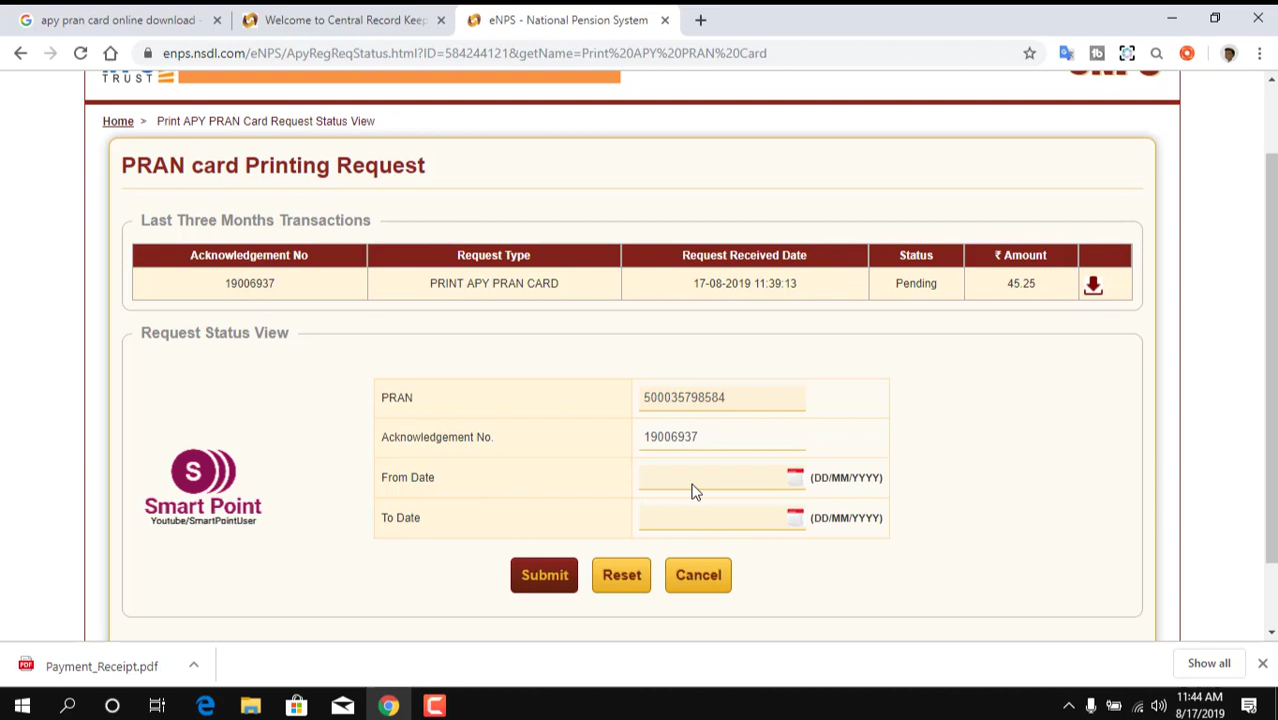 apy pran card online download -
Welcome to Central Record Keep
eNPS - National Pension System
enps.nsdl.com/eNPS/ApyRegReqStatus.html?ID=584244121&getName=Print%20APY%20PRAN%20Card
TRUST
Home > Print APY PRAN Card Request Status View
PRAN card Printing Request
Last Three Months Transactions
Acknowledgement No Request Type Request Received Date Status ₹ Amount
19006937 PRINT APY PRAN CARD 17-08-2019 11:39:13 Pending 45.25
Request Status View
PRAN 500035798584
Acknowledgement No. 19006937
From Date (DD/MM/YYYY)
To Date (DD/MM/YYYY)
S
Smart Point
Youtube/SmartPointUser
Submit Reset Cancel
PDF Payment_Receipt.pdf
Show all
11:44 AM
8/17/2019